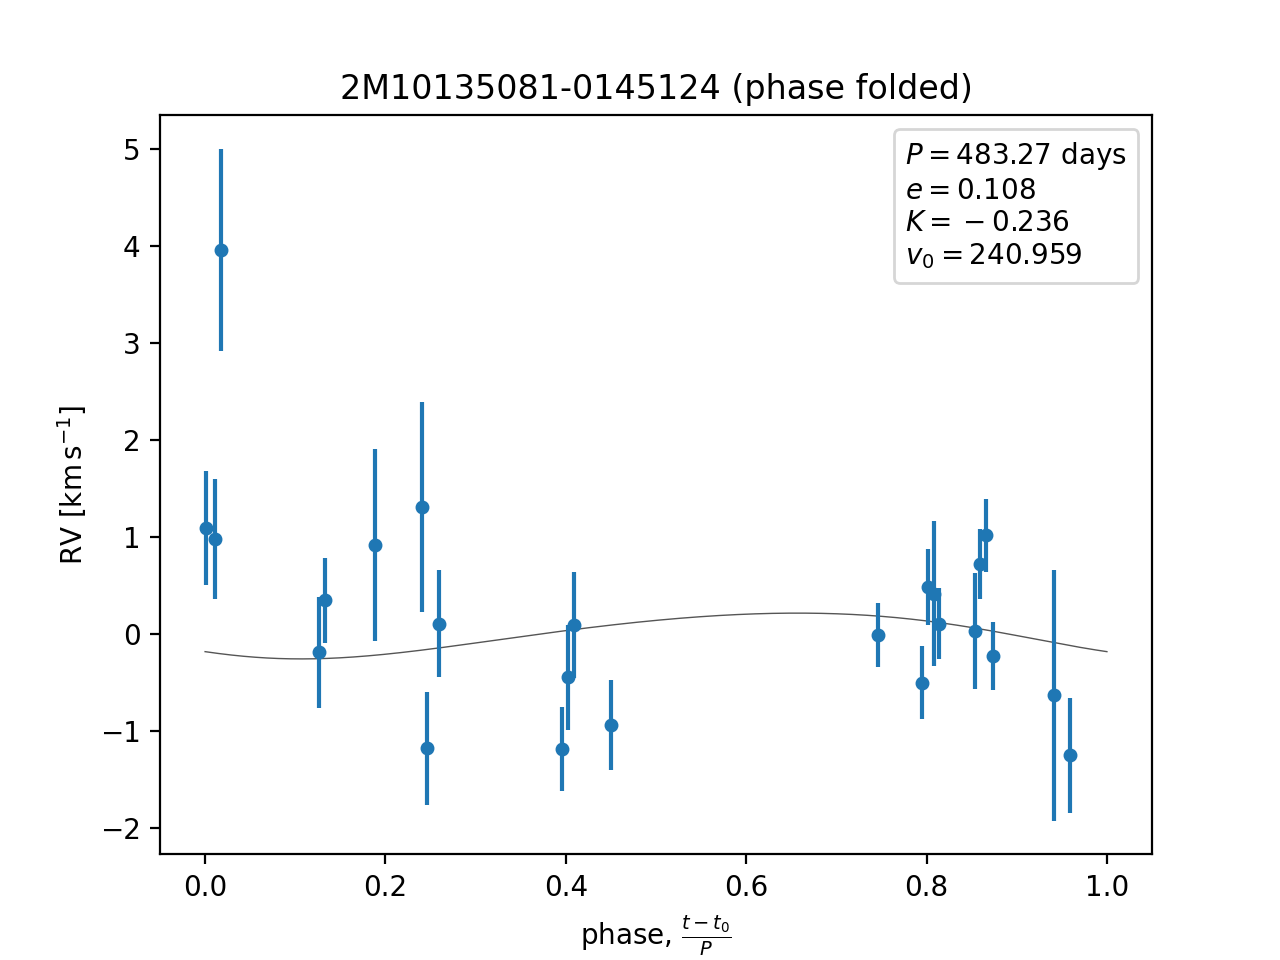 2M10135081-0145124 (phase folded)
P = 483.27 days
e = 0.108
K = −0.236
v₀ = 240.959
RV [km s⁻¹]
5
4
3
2
1
0
−1
−2
0.0 0.2 0.4 0.6 0.8 1.0
phase, (t − t₀)/P